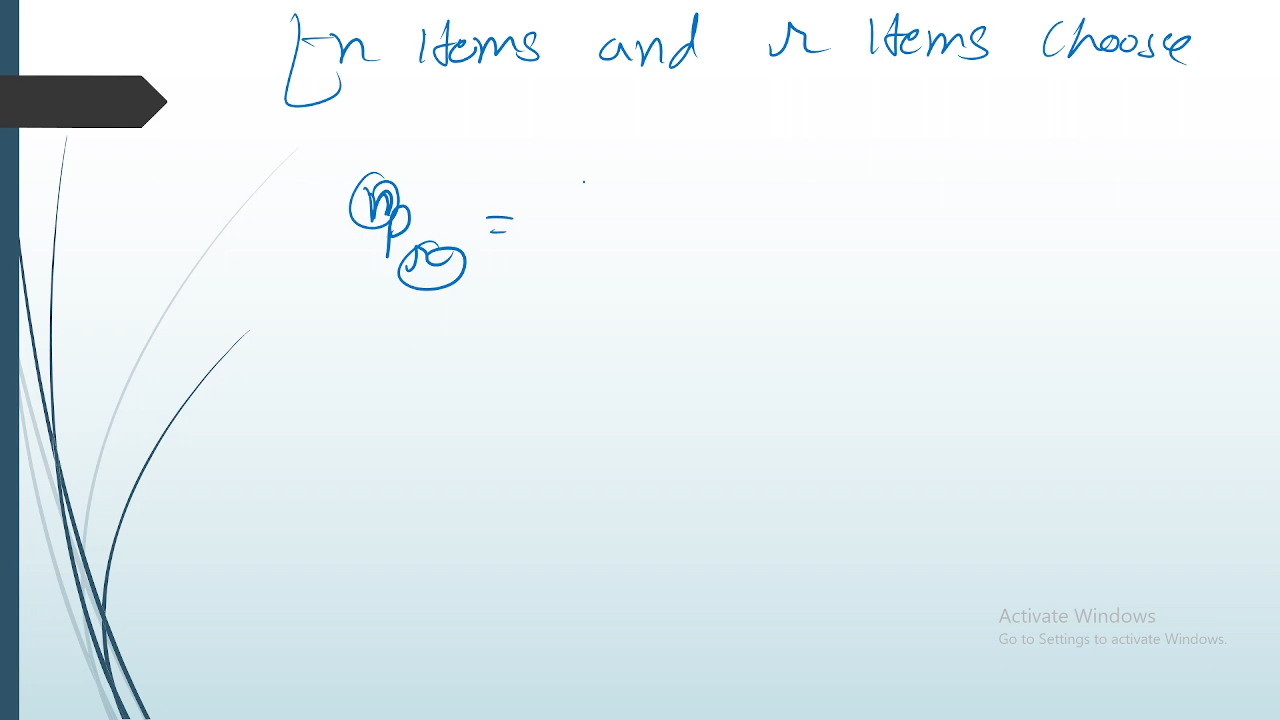 n items and r items choose
nPr =
Activate Windows
Go to Settings to activate Windows.